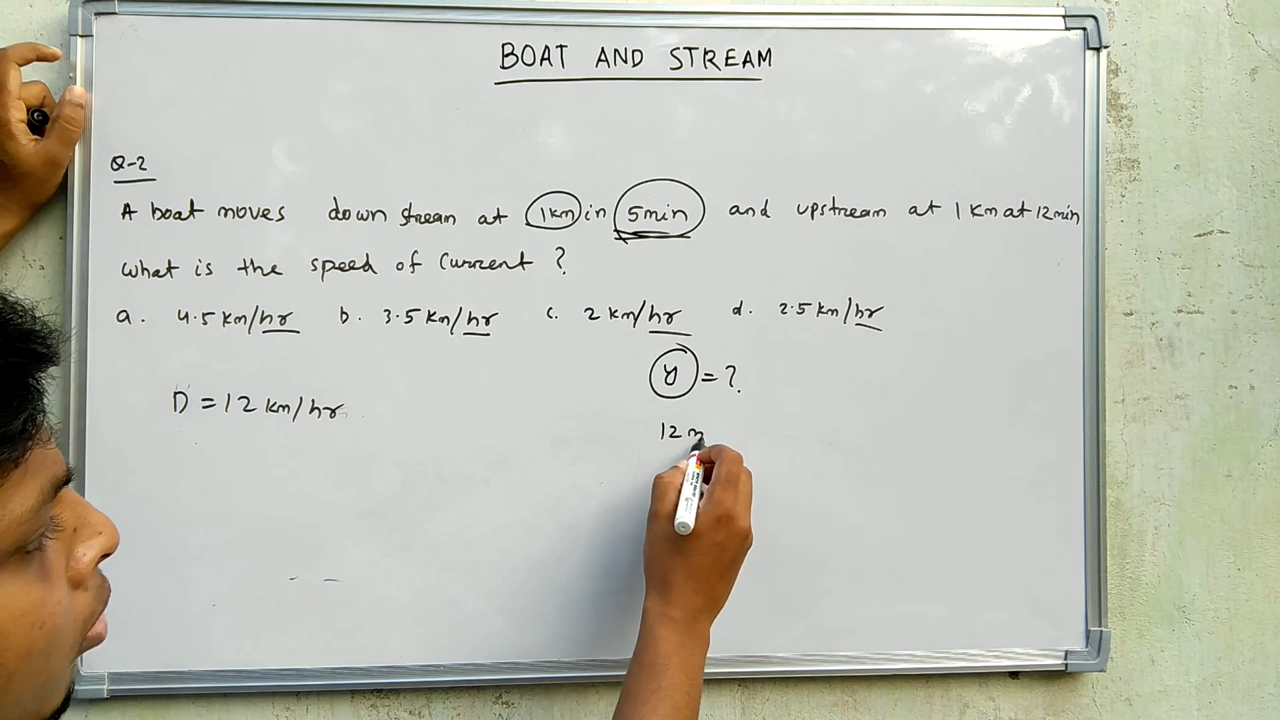 BOAT AND STREAM
Q-2
A boat moves down stream at 1km in 5min and upstream at 1 Km at 12min
what is the speed of Current ?
a. 4.5 Km/hr b. 3.5 Km/hr c. 2 Km/hr d. 2.5 Km/hr
y = ?
D = 12 km/hr
12 m